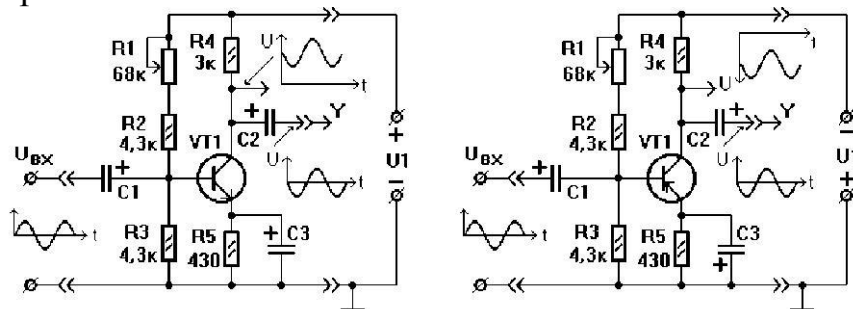 R1
68к
R4
3к
U
t
R2
4,3к
VT1
+
C2
Y
U
+
U1
−
Uвх
+
C1
t
R3
4,3к
R5
430
+
C3
t
R1
68к
R4
3к
t
U
R2
4,3к
VT1
+
C2
Y
U
−
U1
+
Uвх
+
C1
t
R3
4,3к
R5
430
C3
+
t